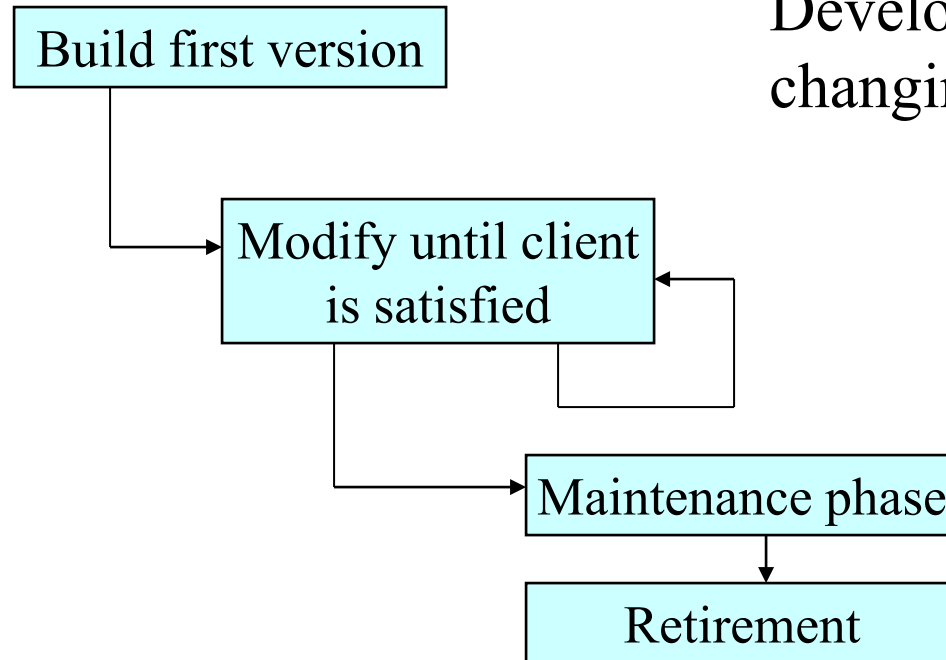 Build first version
Modify until client
is satisfied
Maintenance phase
Retirement